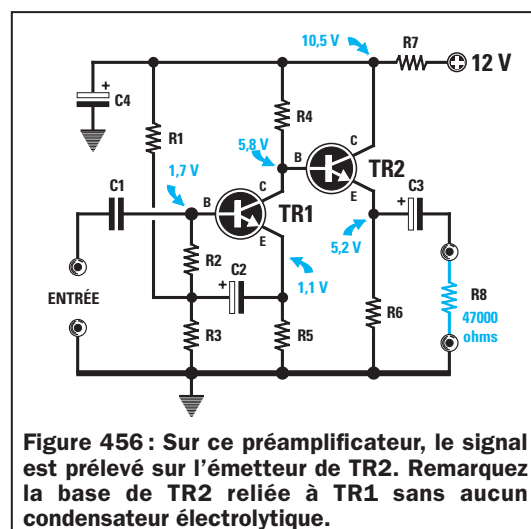 10,5 V
R7
12 V
C4
R1
R4
5,8 V
B
C
E
TR2
1,7 V
C1
B
C
E
TR1
C3
5,2 V
R2
C2
1,1 V
ENTRÉE
R3
R5
R6
R8
47000
ohms
Figure 456 : Sur ce préamplificateur, le signal
est prélevé sur l'émetteur de TR2. Remarquez
la base de TR2 reliée à TR1 sans aucun
condensateur électrolytique.